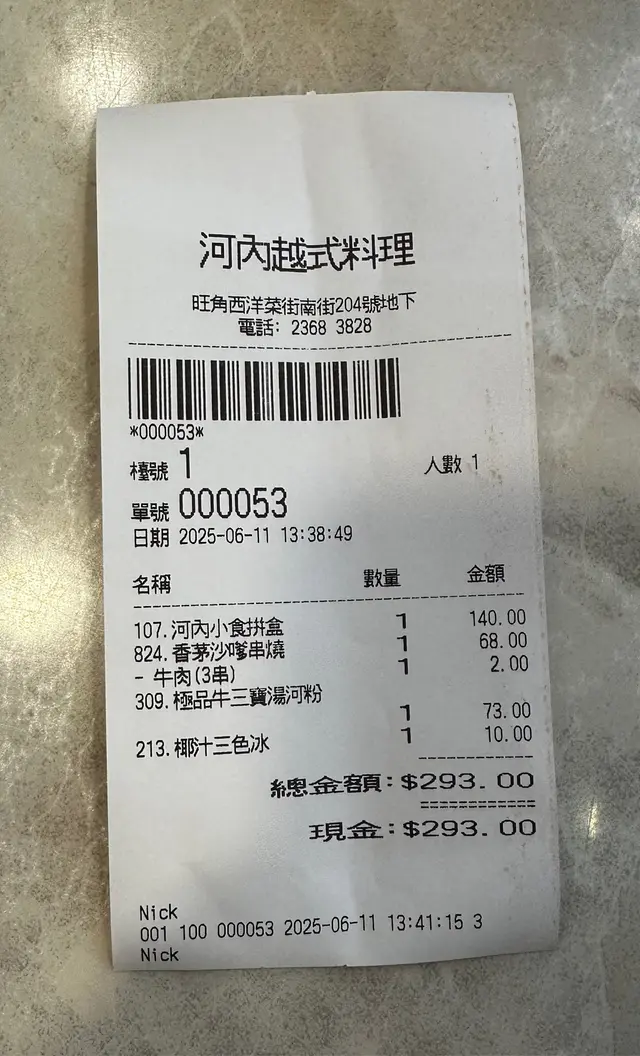 河內越式料理
旺角西洋菜街南街204號地下
電話: 2368 3828
*000053*
檯號 1 人數 1
單號 000053
日期 2025-06-11 13:38:49
名稱 數量 金額
107.河內小食拼盒 1 140.00
824.香茅沙嗲串燒 1 68.00
- 牛肉(3串) 1 2.00
309.極品牛三寶湯河粉
1 73.00
213.椰汁三色冰 1 10.00
總金額:$293.00
現金:$293.00
Nick
001 100 000053 2025-06-11 13:41:15 3
Nick